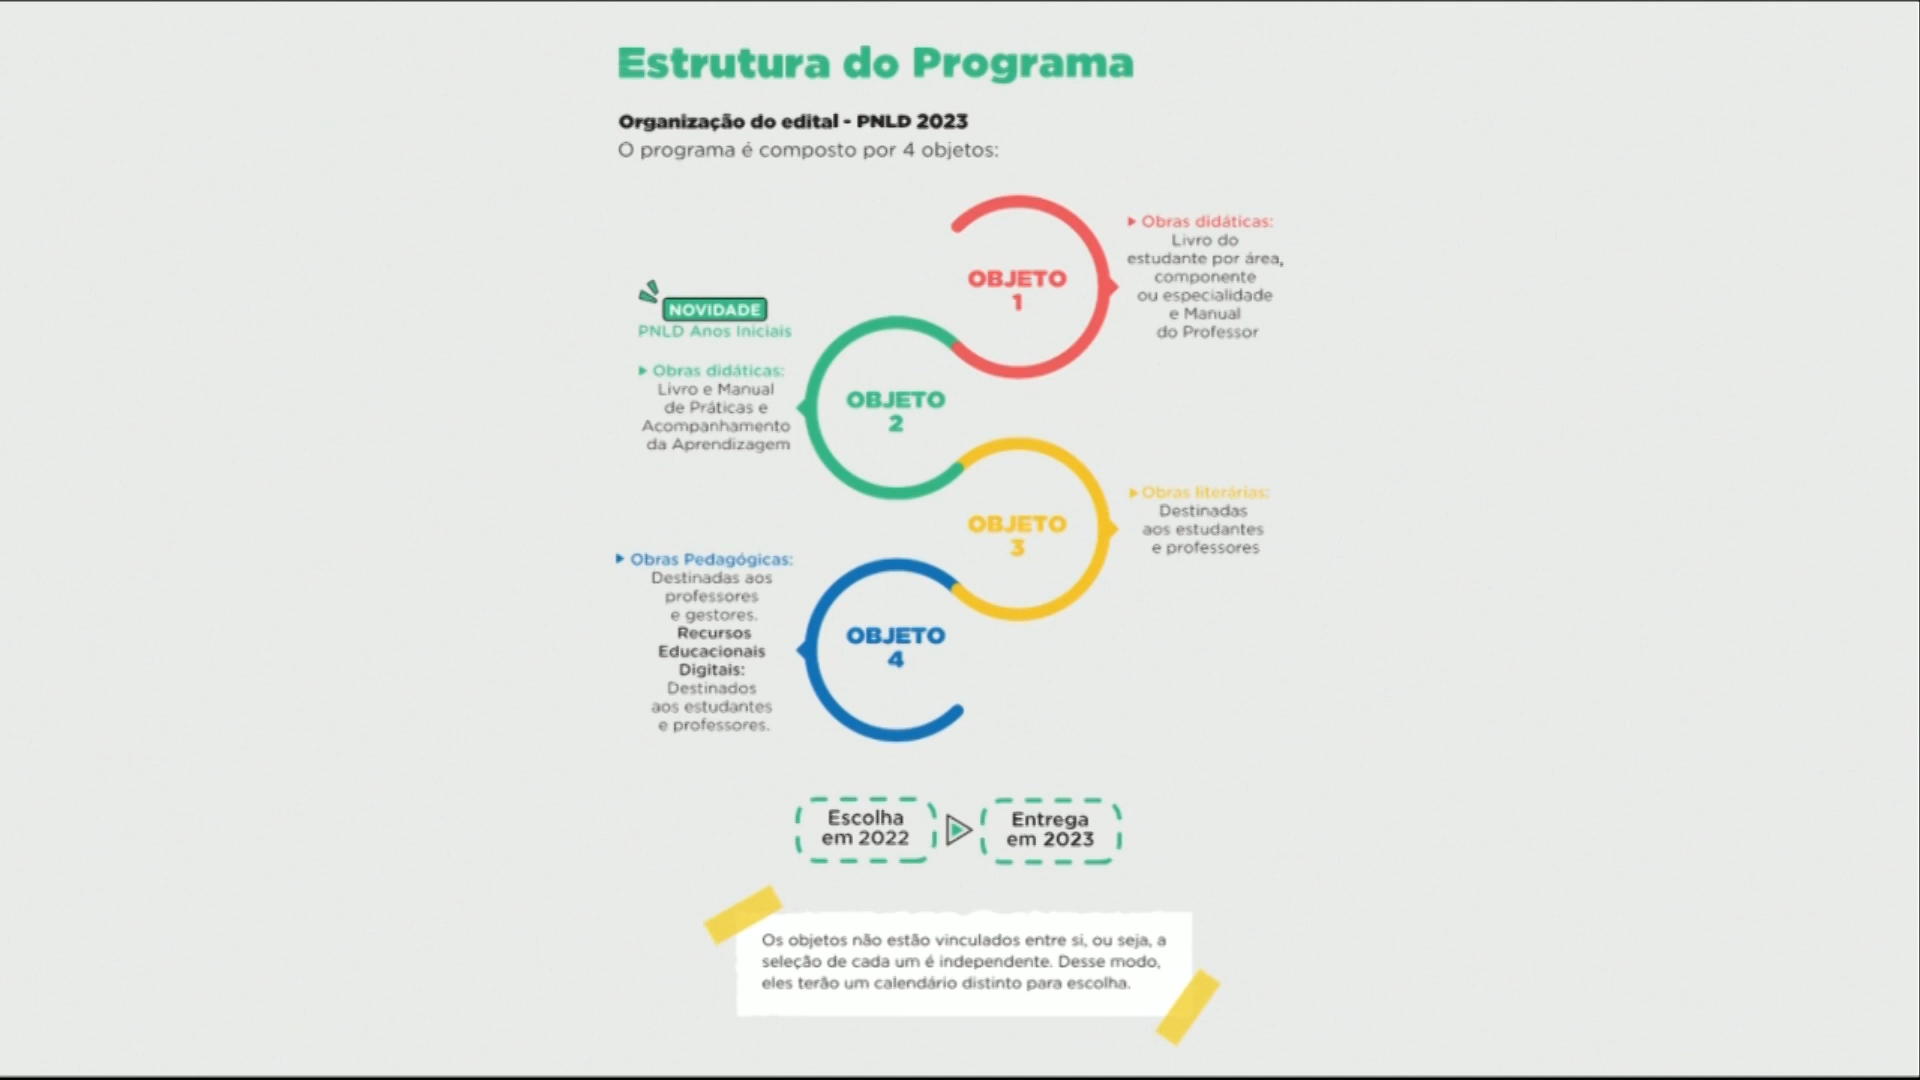 Estrutura do Programa
Organização do edital - PNLD 2023
O programa é composto por 4 objetos:
OBJETO
1
▸ Obras didáticas:
Livro do
estudante por área,
componente
ou especialidade
e Manual
do Professor
NOVIDADE
PNLD Anos Iniciais
▸ Obras didáticas:
Livro e Manual
de Práticas e
Acompanhamento
da Aprendizagem
OBJETO
2
OBJETO
3
▸ Obras literárias:
Destinadas
aos estudantes
e professores
▸ Obras Pedagógicas:
Destinadas aos
professores
e gestores.
Recursos
Educacionais
Digitais:
Destinados
aos estudantes
e professores.
OBJETO
4
Escolha
em 2022
Entrega
em 2023
Os objetos não estão vinculados entre si, ou seja, a
seleção de cada um é independente. Desse modo,
eles terão um calendário distinto para escolha.